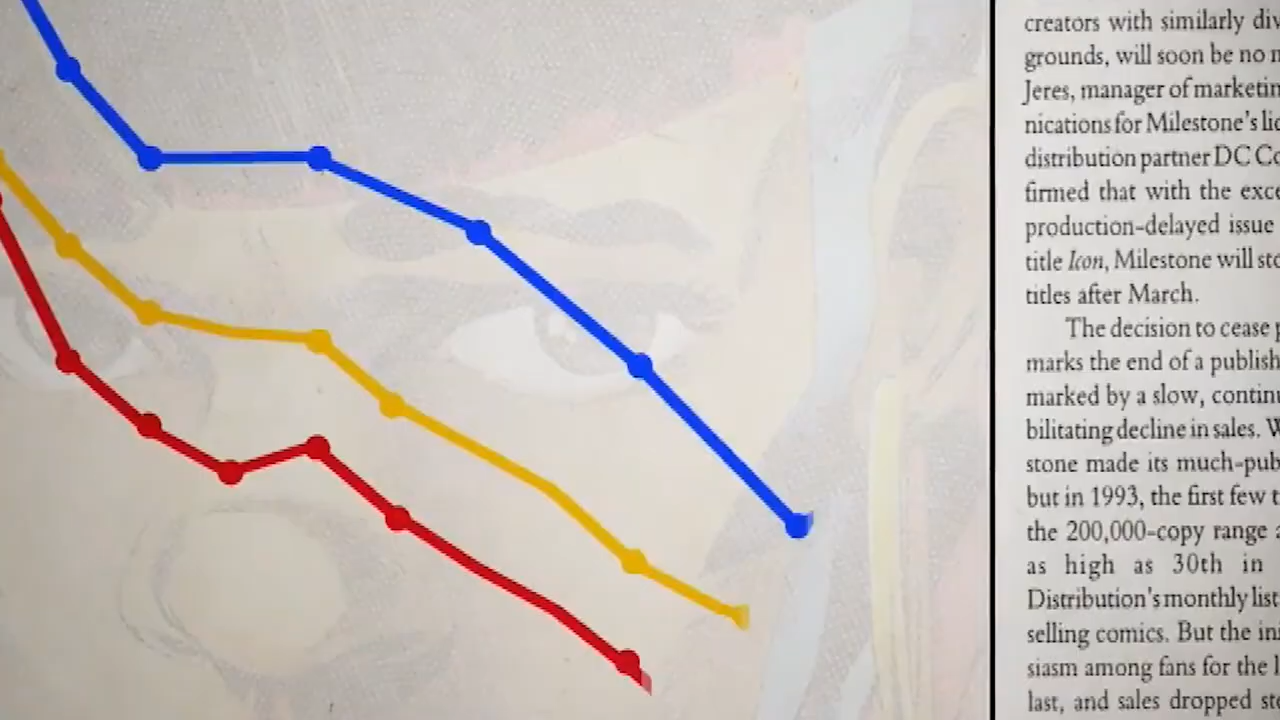 creators with similarly div
grounds, will soon be no
Jeres, manager of marketin
nications for Milestone's li
distribution partner DC Co
firmed that with the exce
production-delayed issue
title Icon, Milestone will sto
titles after March.
The decision to cease p
marks the end of a publish
marked by a slow, continu
bilitating decline in sales. W
stone made its much-pub
but in 1993, the first few t
the 200,000-copy range a
as high as 30th in
Distribution's monthly list
selling comics. But the ini
siasm among fans for the l
last, and sales dropped ste